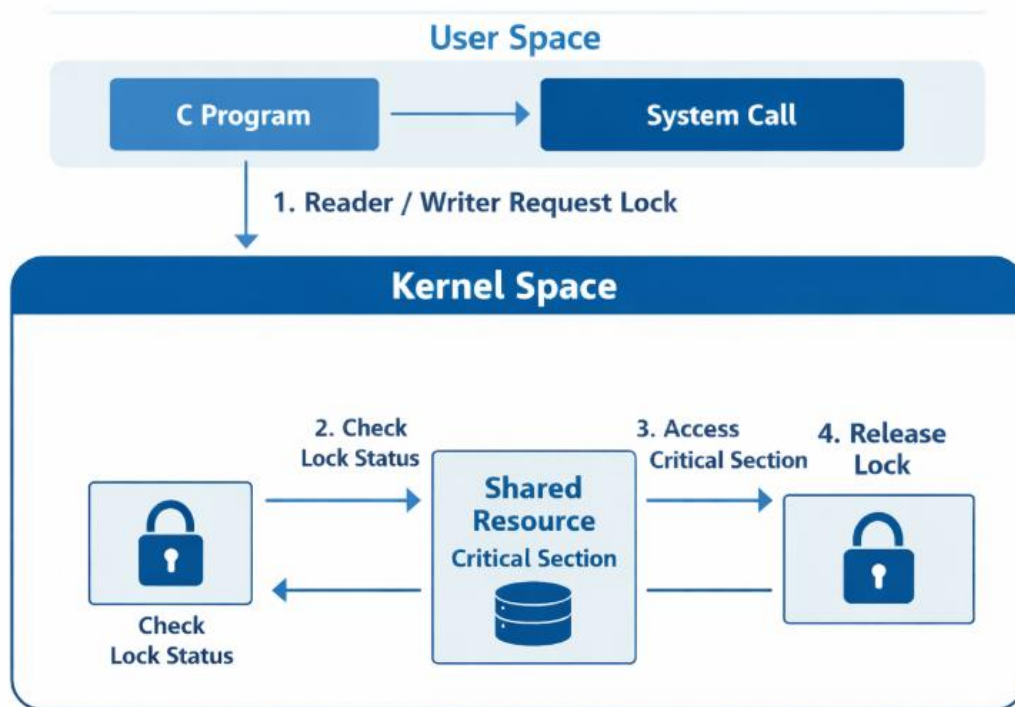 User Space
C Program
System Call
1. Reader / Writer Request Lock
Kernel Space
2. Check
Lock Status
3. Access
Critical Section
4. Release
Lock
Shared
Resource
Critical Section
Check
Lock Status